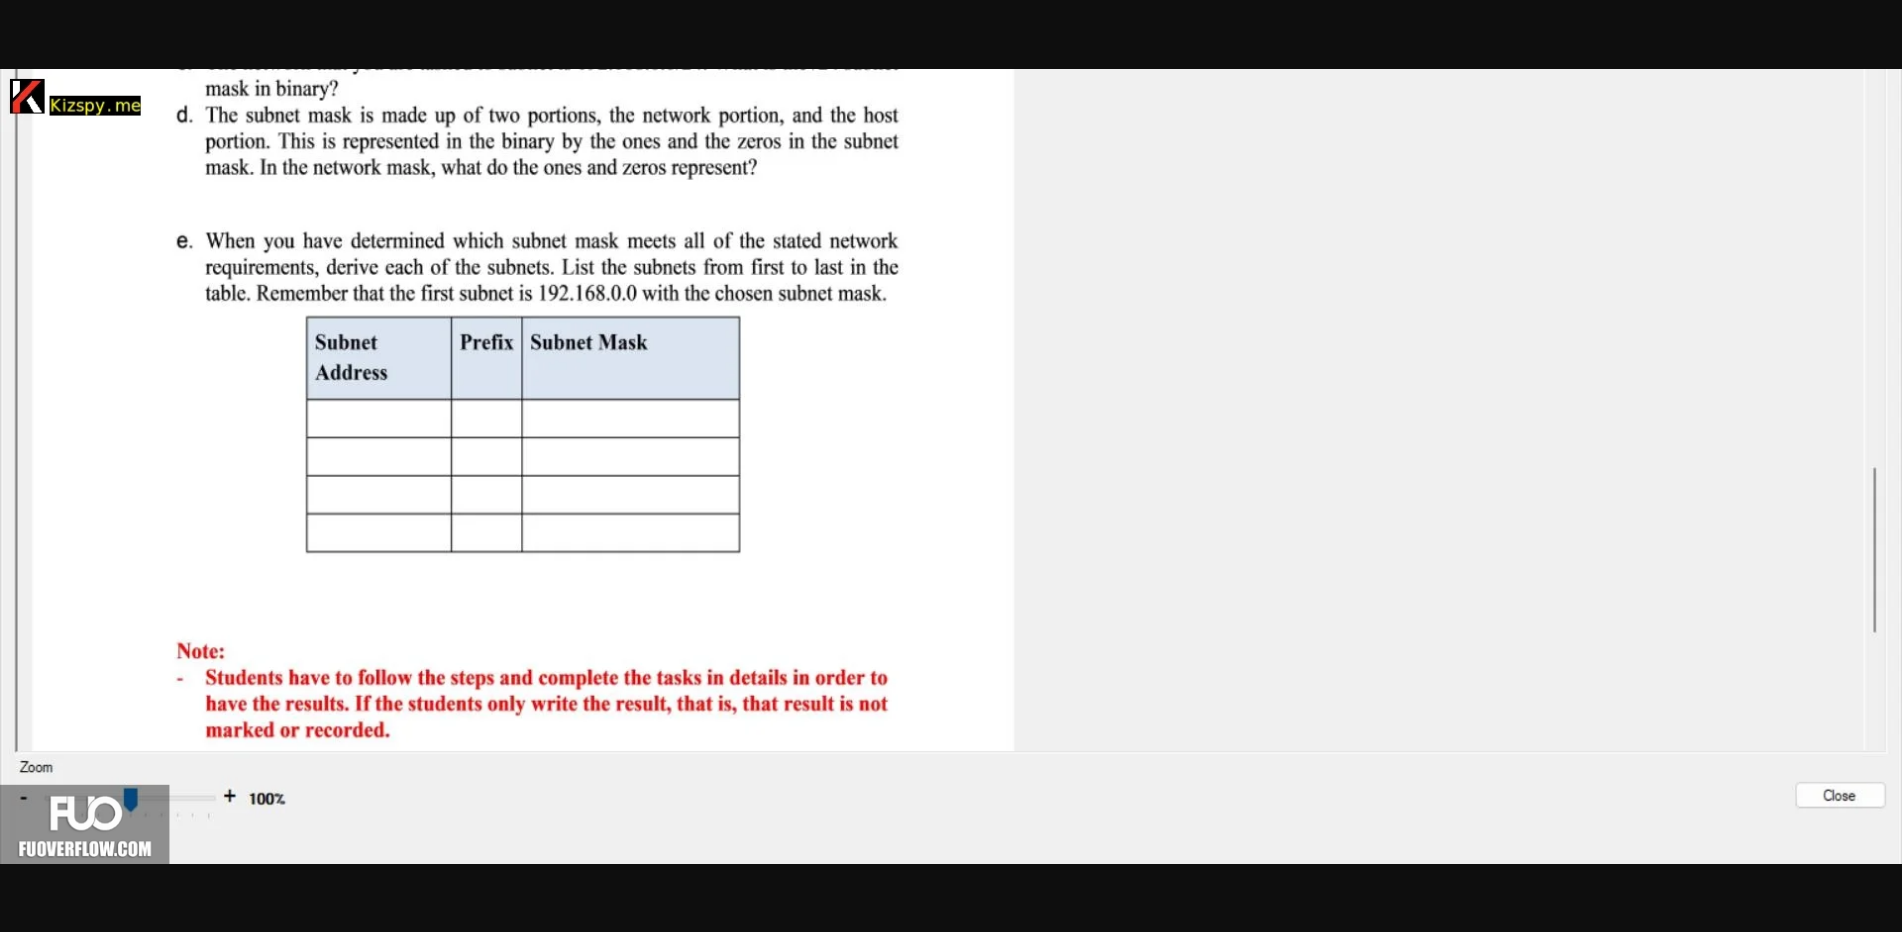 Kizspy.me
mask in binary?
d. The subnet mask is made up of two portions, the network portion, and the host
portion. This is represented in the binary by the ones and the zeros in the subnet
mask. In the network mask, what do the ones and zeros represent?
e. When you have determined which subnet mask meets all of the stated network
requirements, derive each of the subnets. List the subnets from first to last in the
table. Remember that the first subnet is 192.168.0.0 with the chosen subnet mask.
Subnet Address Prefix Subnet Mask
Note:
- Students have to follow the steps and complete the tasks in details in order to
have the results. If the students only write the result, that is, that result is not
marked or recorded.
Zoom
- + 100%
Close
FUO
FUOVERFLOW.COM